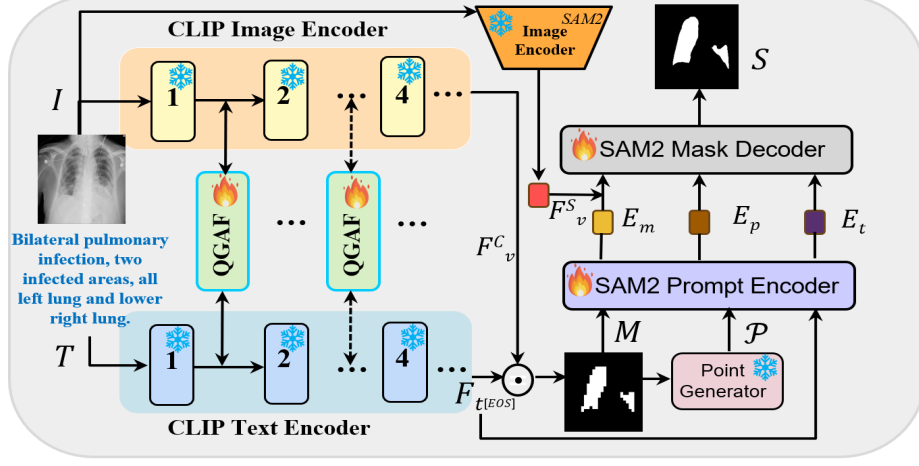 CLIP Image Encoder
SAM2
Image
Encoder
I
1
2
...
4
...
S
SAM2 Mask Decoder
QGAF
...
QGAF
...
F^S_v
E_m
E_p
E_t
F^C_v
Bilateral pulmonary
infection, two
infected areas, all
left lung and lower
right lung.
SAM2 Prompt Encoder
T
1
2
...
4
...
F_t^[EOS]
M
P
Point
Generator
CLIP Text Encoder